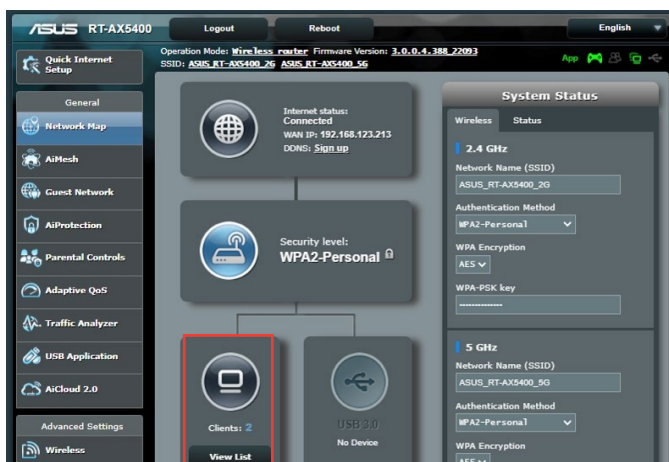 ASUS RT-AX5400
Logout
Reboot
English
Quick Internet
Setup
Operation Mode: Wireless router Firmware Version: 3.0.0.4.388_22093
SSID: ASUS_RT-AX5400_2G ASUS_RT-AX5400_5G
App
General
Network Map
AiMesh
Guest Network
AiProtection
Parental Controls
Adaptive QoS
Traffic Analyzer
USB Application
AiCloud 2.0
Advanced Settings
Wireless
Internet status:
Connected
WAN IP: 192.168.123.213
DDNS: Sign up
Security level:
WPA2-Personal
Clients: 2
View List
USB 3.0
No Device
System Status
Wireless
Status
2.4 GHz
Network Name (SSID)
ASUS_RT-AX5400_2G
Authentication Method
WPA2-Personal
WPA Encryption
AES
WPA-PSK key
--------------
5 GHz
Network Name (SSID)
ASUS_RT-AX5400_5G
Authentication Method
WPA2-Personal
WPA Encryption
AES